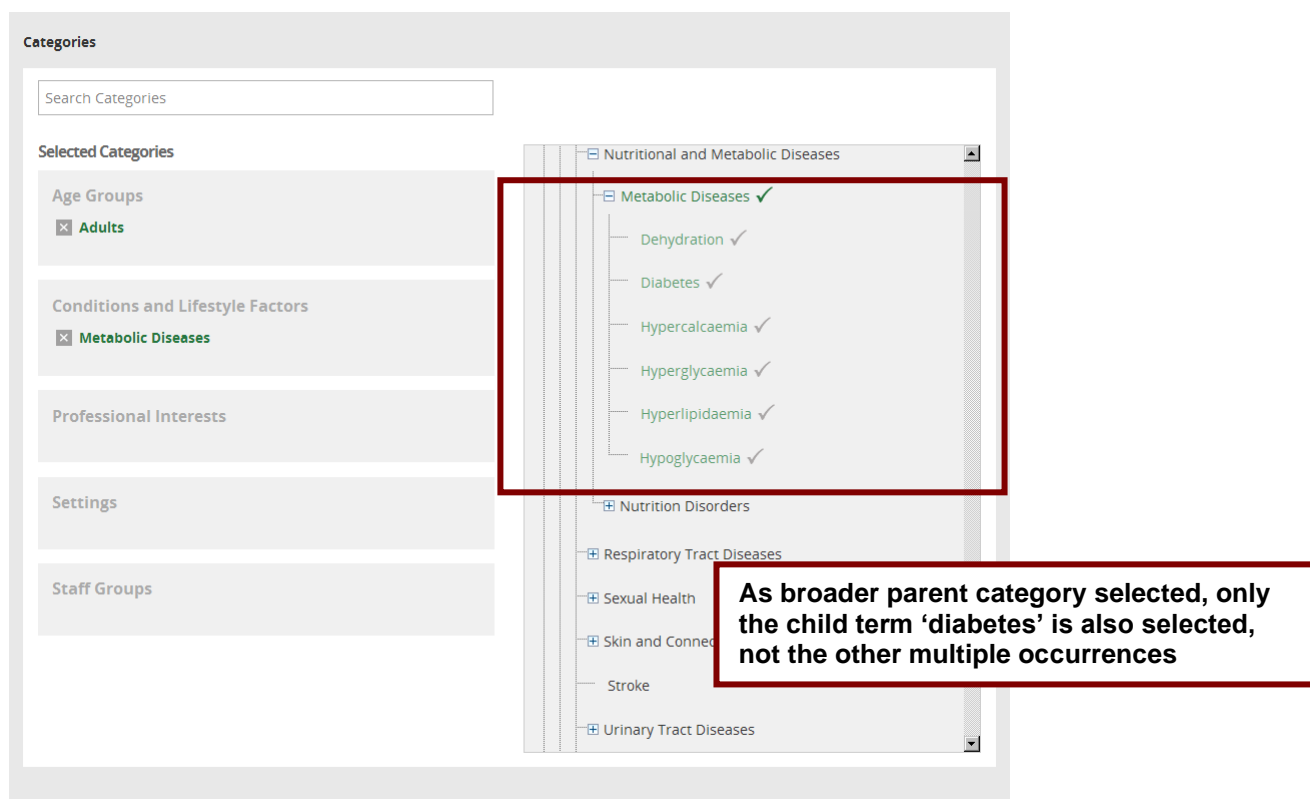 Categories
Search Categories
Selected Categories
Age Groups
Adults
Conditions and Lifestyle Factors
Metabolic Diseases
Professional Interests
Settings
Staff Groups
Nutritional and Metabolic Diseases
Metabolic Diseases
Dehydration
Diabetes
Hypercalcaemia
Hyperglycaemia
Hyperlipidaemia
Hypoglycaemia
Nutrition Disorders
Respiratory Tract Diseases
Sexual Health
Skin and Connec
Stroke
Urinary Tract Diseases
As broader parent category selected, only
the child term ‘diabetes’ is also selected,
not the other multiple occurrences